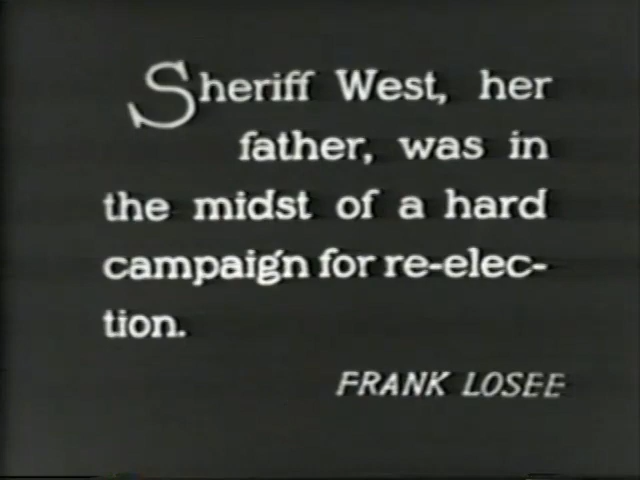 Sheriff West, her
father, was in
the midst of a hard
campaign for re-elec-
tion.
FRANK LOSEE